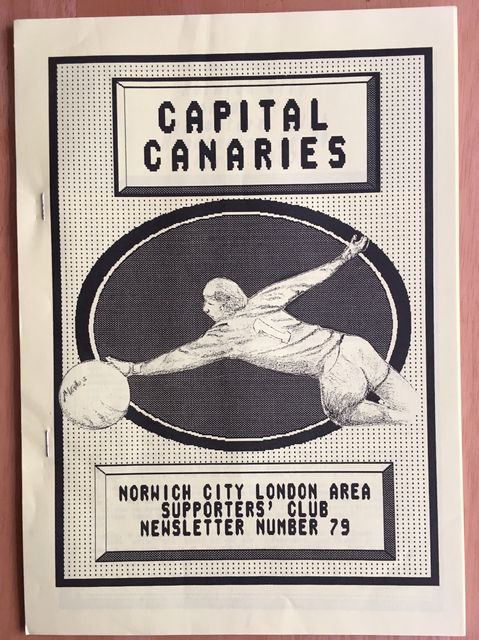 CAPITAL
CANARIES
NORWICH CITY LONDON AREA
SUPPORTERS' CLUB
NEWSLETTER NUMBER 79